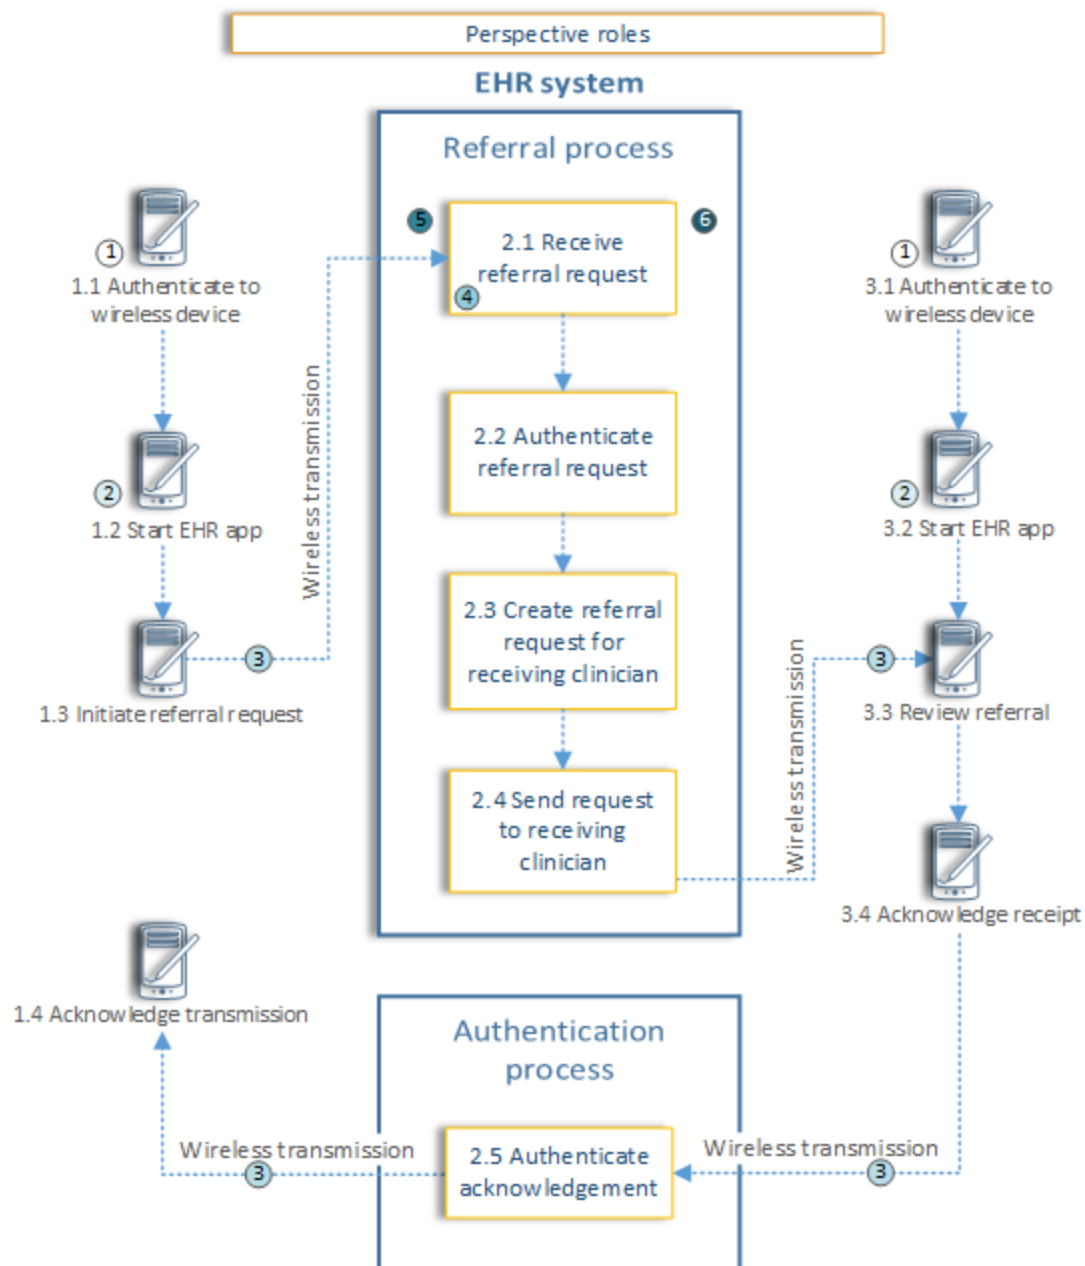 Perspective roles
EHR system
Referral process
5
2.1 Receive
referral request
6
4
1
1.1 Authenticate to
wireless device
1
3.1 Authenticate to
wireless device
Wireless transmission
2.2 Authenticate
referral request
2
1.2 Start EHR app
2
3.2 Start EHR app
2.3 Create referral
request for
receiving clinician
3
1.3 Initiate referral request
Wireless transmission
3
3.3 Review referral
2.4 Send request
to receiving
clinician
3.4 Acknowledge receipt
1.4 Acknowledge transmission
Authentication
process
Wireless transmission
3
2.5 Authenticate
acknowledgement
Wireless transmission
3